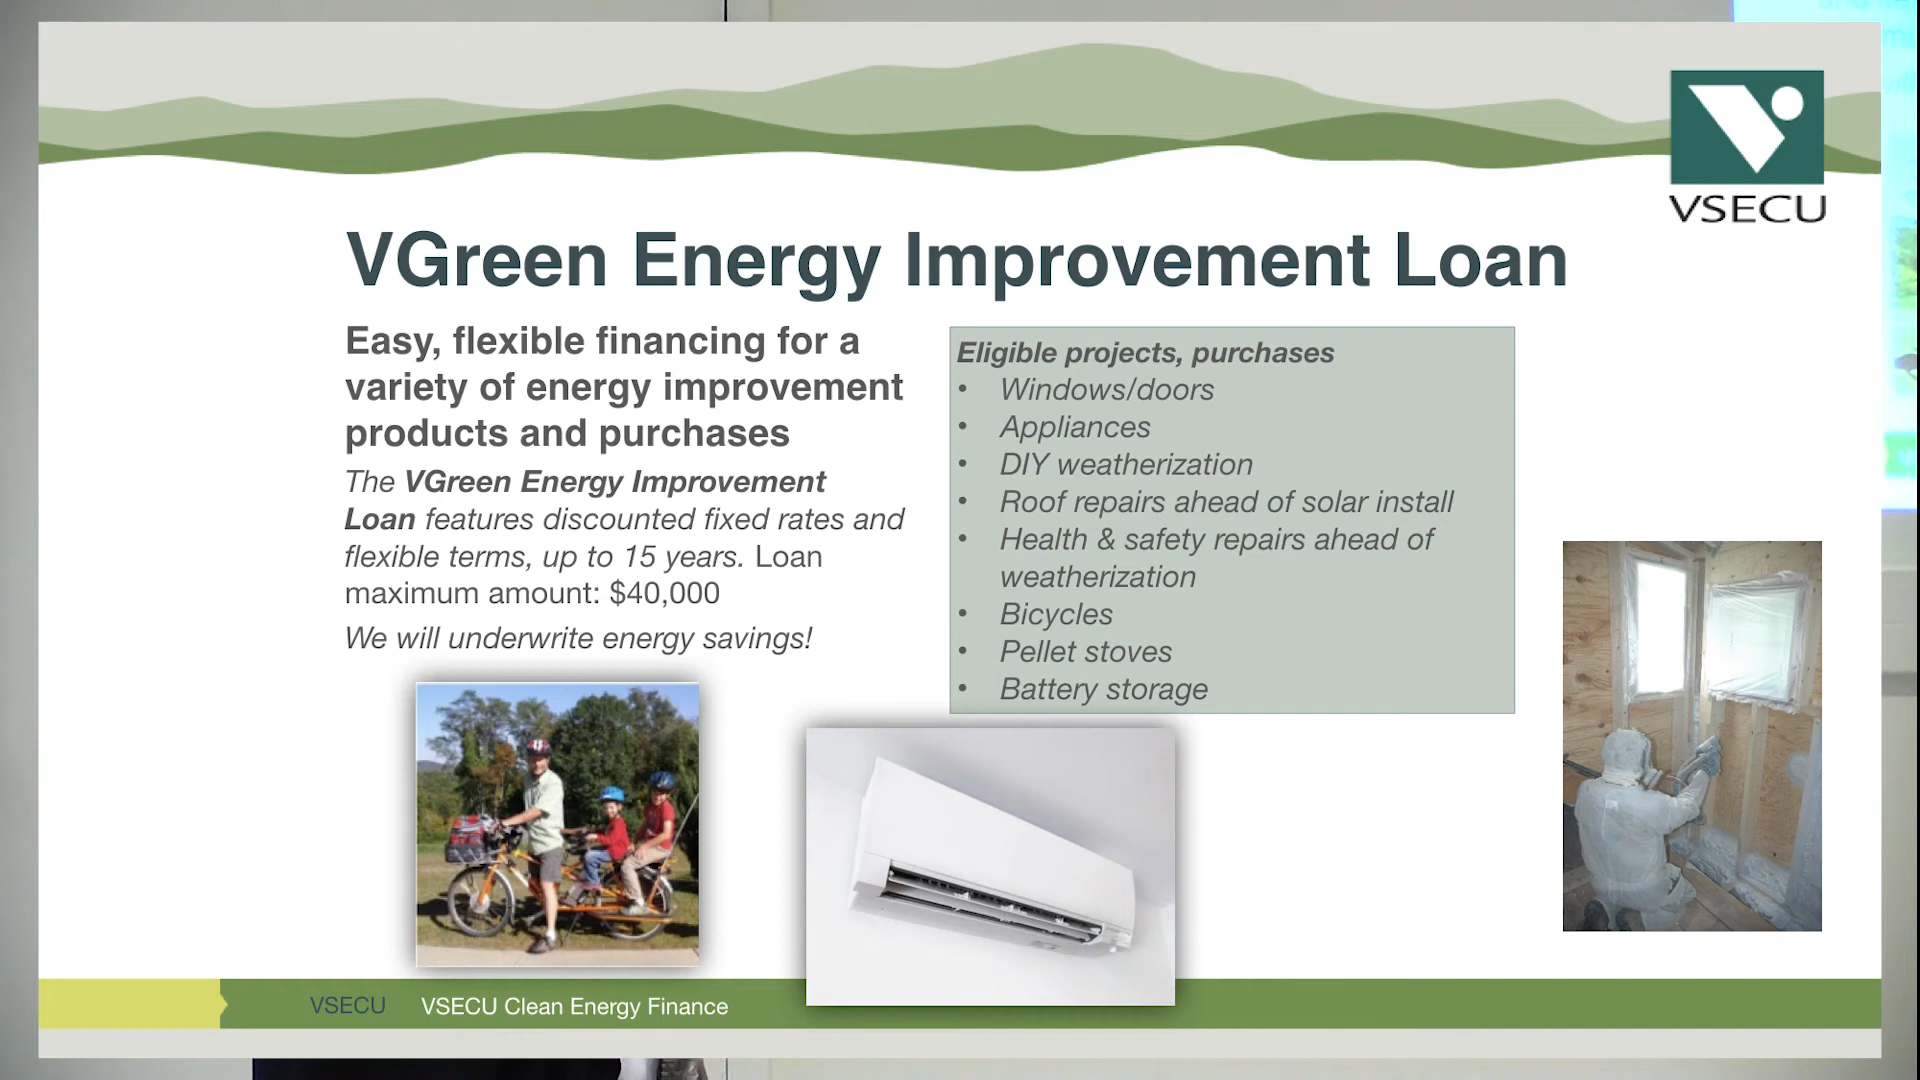 VSECU
VGreen Energy Improvement Loan
Easy, flexible financing for a
variety of energy improvement
products and purchases
The VGreen Energy Improvement
Loan features discounted fixed rates and
flexible terms, up to 15 years. Loan
maximum amount: $40,000
We will underwrite energy savings!
Eligible projects, purchases
• Windows/doors
• Appliances
• DIY weatherization
• Roof repairs ahead of solar install
• Health & safety repairs ahead of
weatherization
• Bicycles
• Pellet stoves
• Battery storage
VSECU VSECU Clean Energy Finance